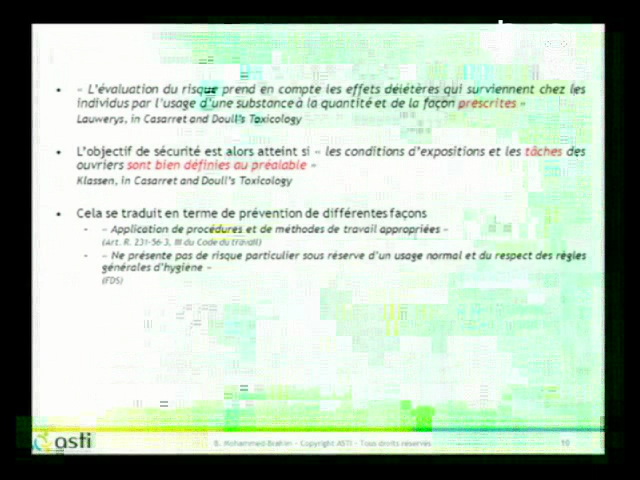 • « L'évaluation du risque prend en compte les effets délétères qui surviennent chez les
individus par l'usage d'une substance à la quantité et de la façon prescrites »
Lauwerys, in Casarret and Doull's Toxicology
• L'objectif de sécurité est alors atteint si « les conditions d'expositions et les tâches des
ouvriers sont bien définies au préalable »
Klassen, in Casarret and Doull's Toxicology
• Cela se traduit en terme de prévention de différentes façons
- « Application de procédures et de méthodes de travail appropriées »
(Art. R. 231-56-3, III du Code du travail)
- « Ne présente pas de risque particulier sous réserve d'un usage normal et du respect des règles
générales d'hygiène »
(FDS)
asti
B. Mohammed-Brahim - Copyright ASTI - Tous droits réservés
10